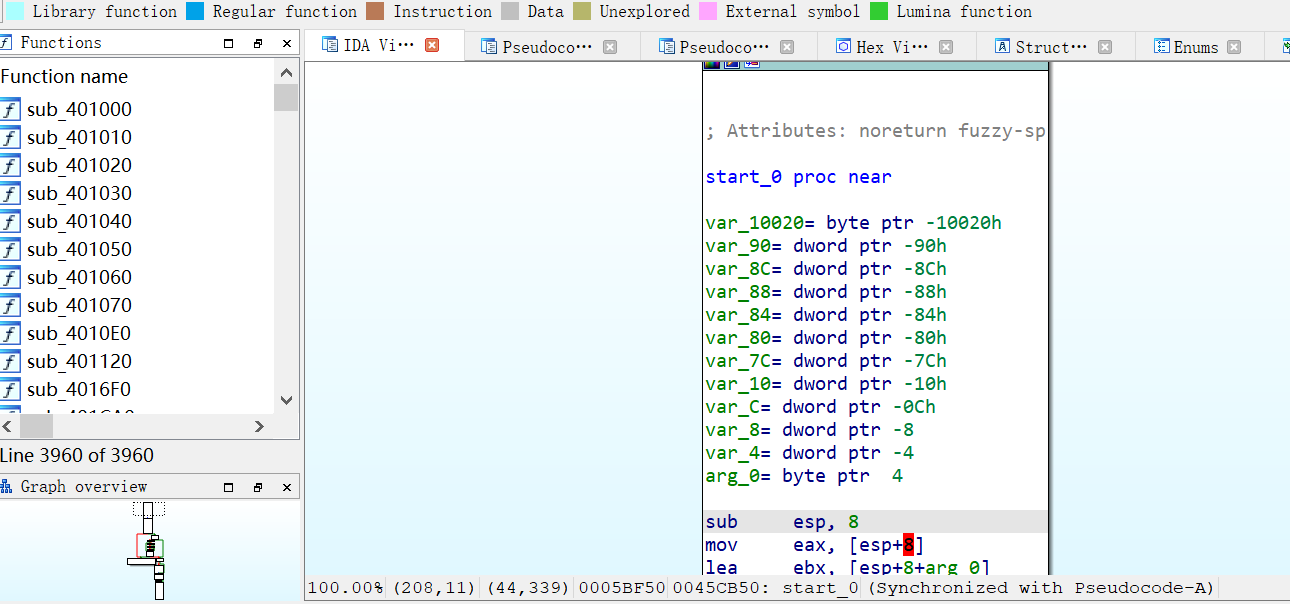 Library function Regular function Instruction Data Unexplored External symbol Lumina function
Functions
IDA Vi··· Pseudoco··· Pseudoco··· Hex Vi··· Struct··· Enums
Function name
sub_401000
sub_401010
sub_401020
sub_401030
sub_401040
sub_401050
sub_401060
sub_401070
sub_4010E0
sub_401120
sub_4016F0
Line 3960 of 3960
Graph overview
; Attributes: noreturn fuzzy-sp
start_0 proc near
var_10020= byte ptr -10020h
var_90= dword ptr -90h
var_8C= dword ptr -8Ch
var_88= dword ptr -88h
var_84= dword ptr -84h
var_80= dword ptr -80h
var_7C= dword ptr -7Ch
var_10= dword ptr -10h
var_C= dword ptr -0Ch
var_8= dword ptr -8
var_4= dword ptr -4
arg_0= byte ptr 4
sub esp, 8
mov eax, [esp+8]
lea ebx, [esp+8+arg_0]
100.00% (208,11) (44,339) 0005BF50 0045CB50: start_0 (Synchronized with Pseudocode-A)